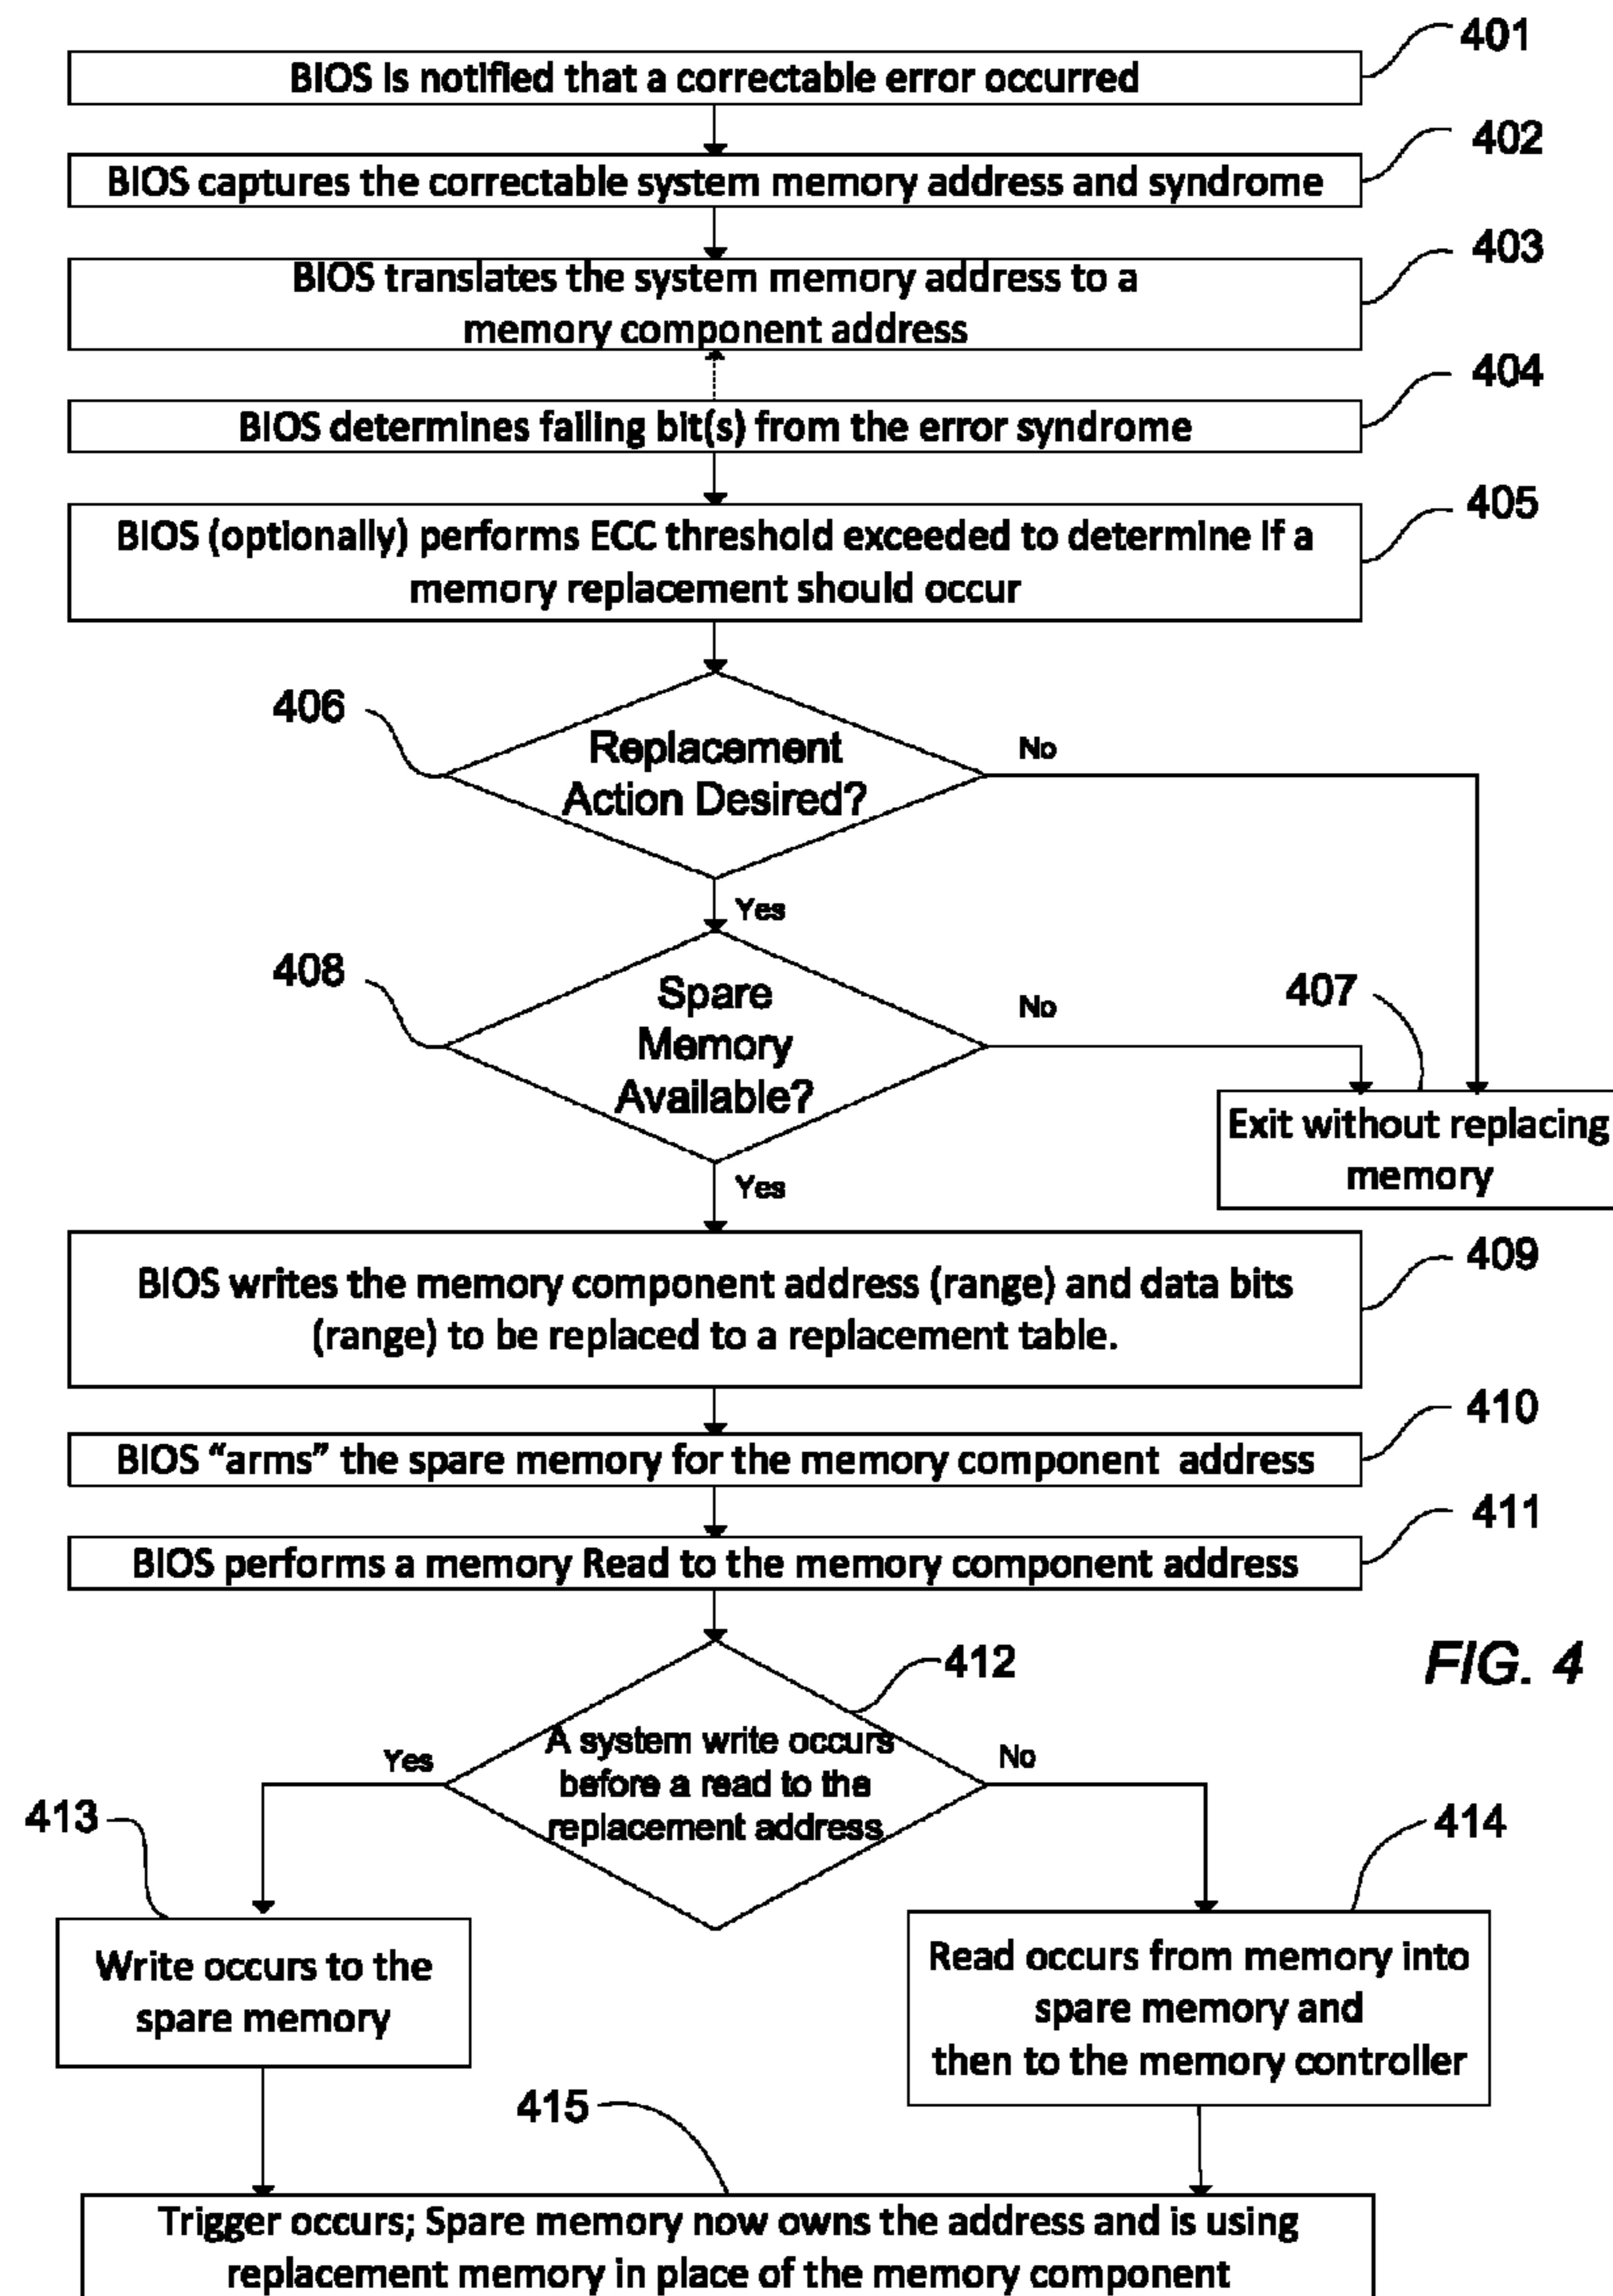 401
BIOS is notified that a correctable error occurred
402
BIOS captures the correctable system memory address and syndrome
403
BIOS translates the system memory address to a
memory component address
404
BIOS determines failing bit(s) from the error syndrome
405
BIOS (optionally) performs ECC threshold exceeded to determine if a
memory replacement should occur
406
Replacement
Action Desired?
No
Yes
408
Spare
Memory
Available?
No
407
Exit without replacing
memory
Yes
409
BIOS writes the memory component address (range) and data bits
(range) to be replaced to a replacement table.
410
BIOS “arms” the spare memory for the memory component address
411
BIOS performs a memory Read to the memory component address
FIG. 4
412
A system write occurs
before a read to the
replacement address
Yes
No
413
Write occurs to the
spare memory
414
Read occurs from memory into
spare memory and
then to the memory controller
415
Trigger occurs; Spare memory now owns the address and is using
replacement memory in place of the memory component